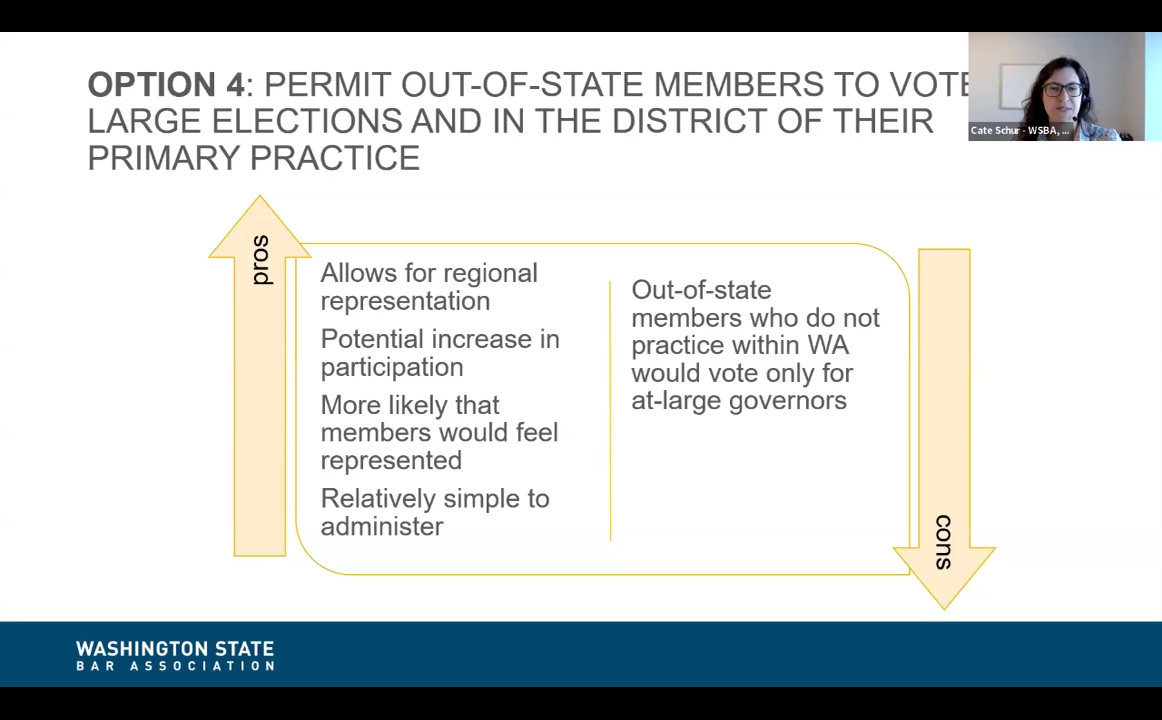 OPTION 4: PERMIT OUT-OF-STATE MEMBERS TO VOTE
LARGE ELECTIONS AND IN THE DISTRICT OF THEIR
PRIMARY PRACTICE
Cate Schur - WSBA, ...
pros
Allows for regional
representation
Potential increase in
participation
More likely that
members would feel
represented
Relatively simple to
administer
Out-of-state
members who do not
practice within WA
would vote only for
at-large governors
cons
WASHINGTON STATE
BAR ASSOCIATION